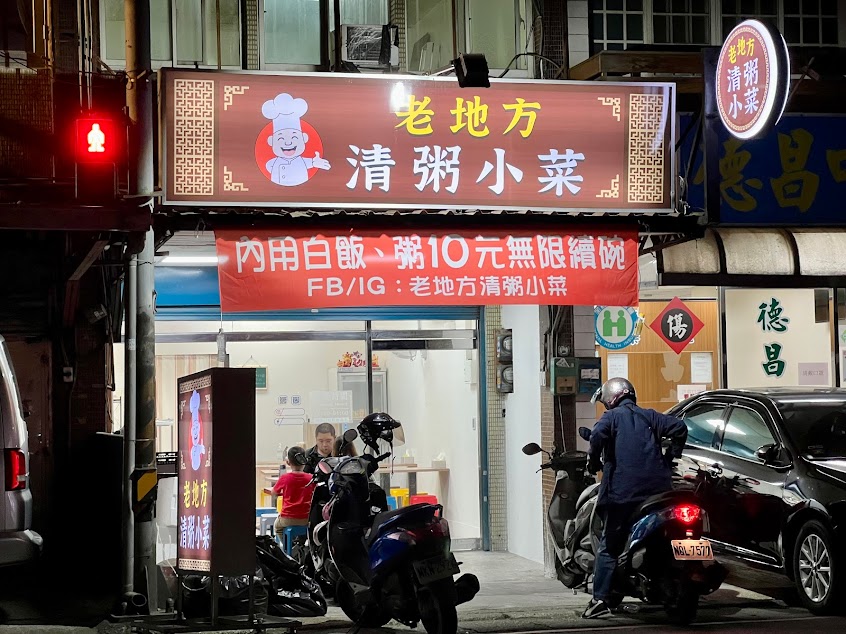 老地方
清粥小菜
老地方
清粥
小菜
內用白飯、粥10元無限續碗
FB/IG：老地方清粥小菜
德昌
傷
德
昌
老地方
清粥小菜
NQL-7577